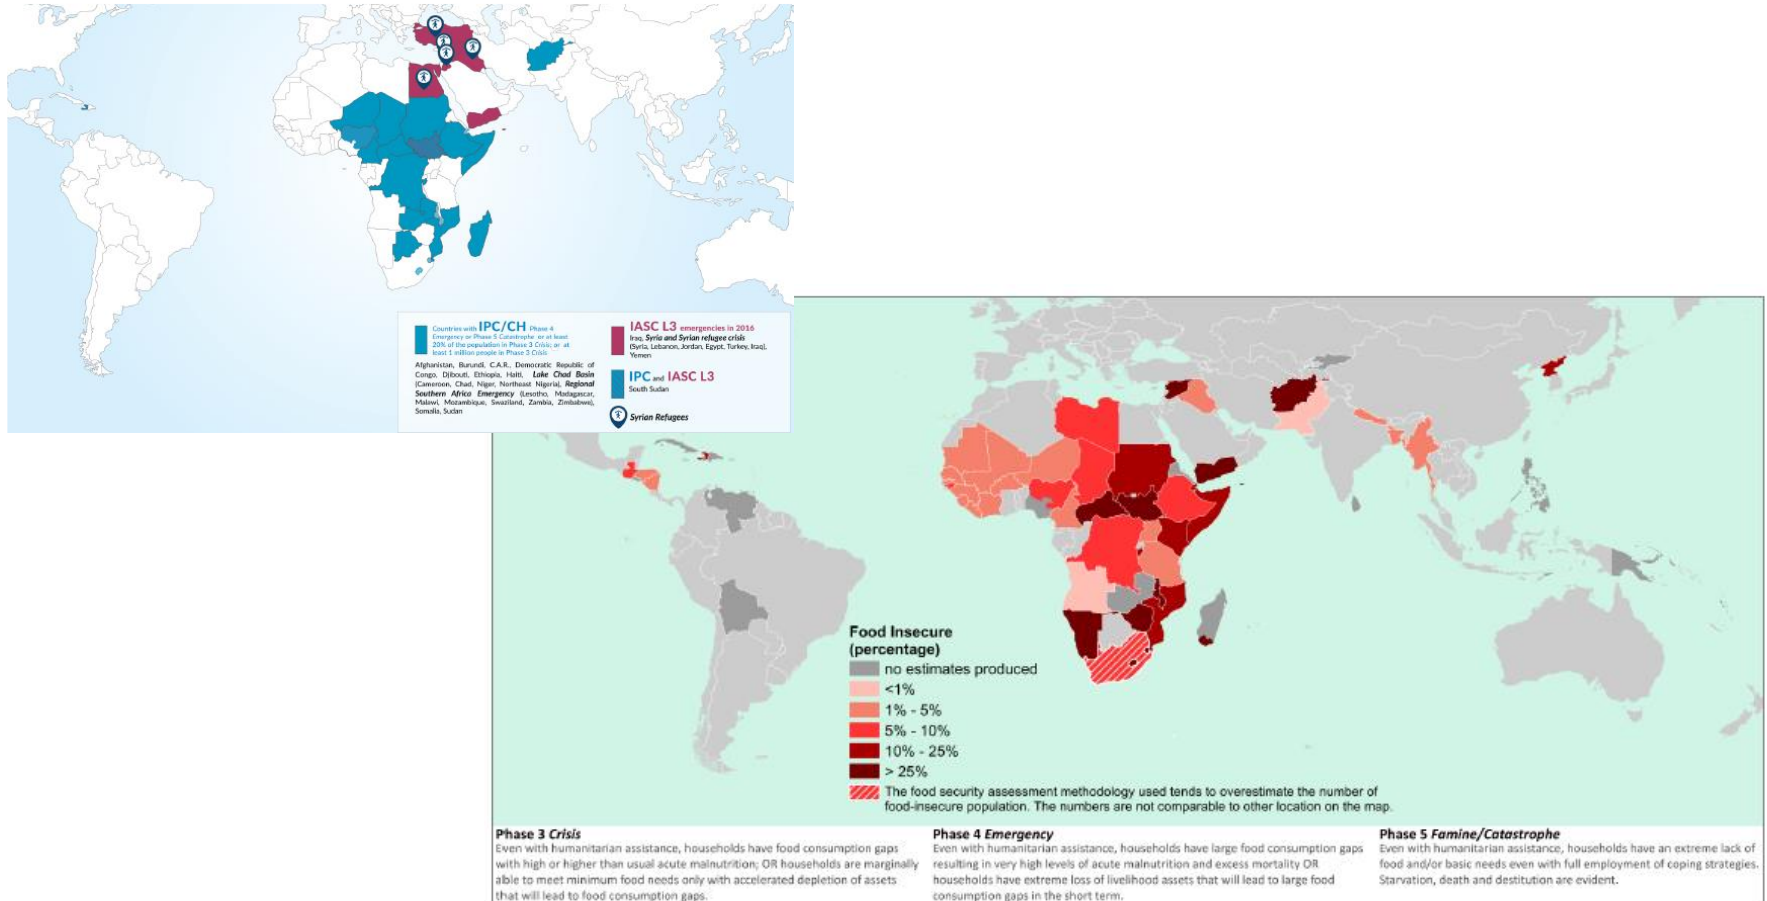 Countries with IPC/CH Phase 4
Emergency or Phase 5 Catastrophe or at least
20% of the population in Phase 3 Crisis; or at
least 1 million people in Phase 3 Crisis
Afghanistan, Burundi, C.A.R., Democratic Republic of
Congo, Djibouti, Ethiopia, Haiti, Lake Chad Basin
(Cameroon, Chad, Niger, Northeast Nigeria), Regional
Southern Africa Emergency (Lesotho, Madagascar,
Malawi, Mozambique, Swaziland, Zambia, Zimbabwe),
Somalia, Sudan
IASC L3 emergencies in 2016
Iraq, Syria and Syrian refugee crisis
(Syria, Lebanon, Jordan, Egypt, Turkey, Iraq),
Yemen
IPC and IASC L3
South Sudan
Syrian Refugees
Food Insecure
(percentage)
no estimates produced
<1%
1% - 5%
5% - 10%
10% - 25%
> 25%
The food security assessment methodology used tends to overestimate the number of
food-insecure population. The numbers are not comparable to other location on the map.
Phase 3 Crisis
Even with humanitarian assistance, households have food consumption gaps
with high or higher than usual acute malnutrition; OR households are marginally
able to meet minimum food needs only with accelerated depletion of assets
that will lead to food consumption gaps.
Phase 4 Emergency
Even with humanitarian assistance, households have large food consumption gaps
resulting in very high levels of acute malnutrition and excess mortality OR
households have extreme loss of livelihood assets that will lead to large food
consumption gaps in the short term.
Phase 5 Famine/Catastrophe
Even with humanitarian assistance, households have an extreme lack of
food and/or basic needs even with full employment of coping strategies.
Starvation, death and destitution are evident.